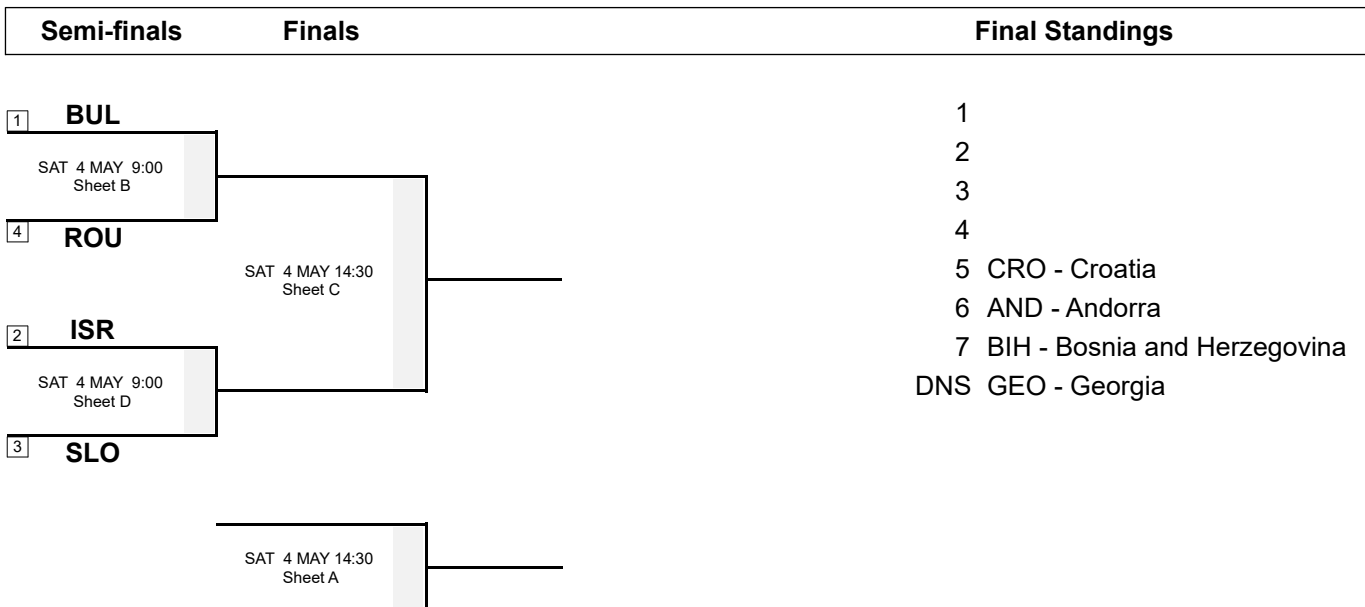 Semi-finals Finals Final Standings
1 BUL
SAT 4 MAY 9:00
Sheet B
4 ROU
SAT 4 MAY 14:30
Sheet C
2 ISR
SAT 4 MAY 9:00
Sheet D
3 SLO
SAT 4 MAY 14:30
Sheet A
1
2
3
4
5 CRO - Croatia
6 AND - Andorra
7 BIH - Bosnia and Herzegovina
DNS GEO - Georgia